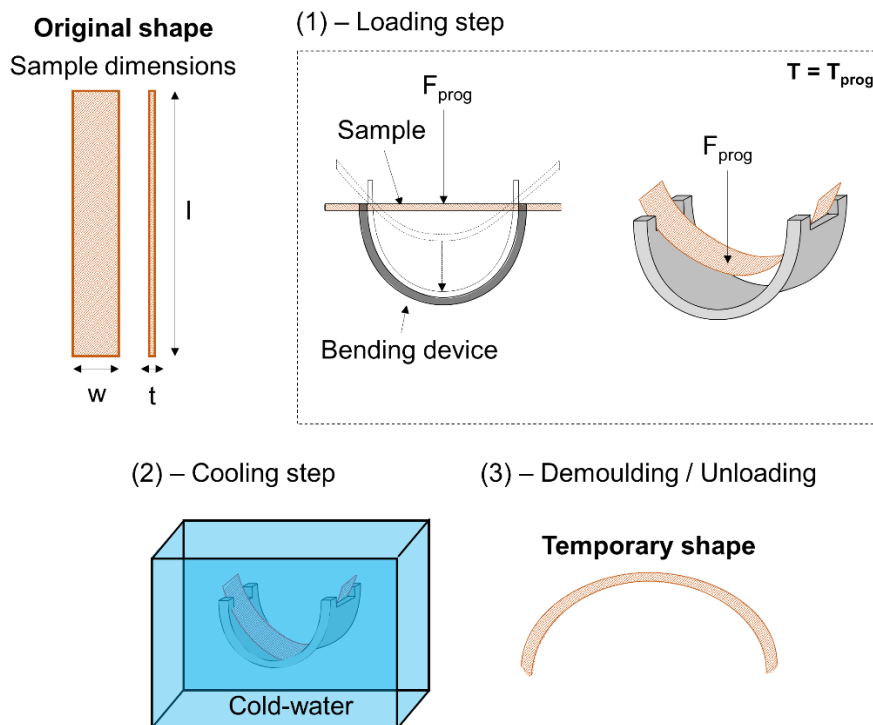 Original shape
Sample dimensions
l
w
t
(1) – Loading step
T = Tprog
Fprog
Sample
Bending device
Fprog
(2) – Cooling step
Cold-water
(3) – Demoulding / Unloading
Temporary shape